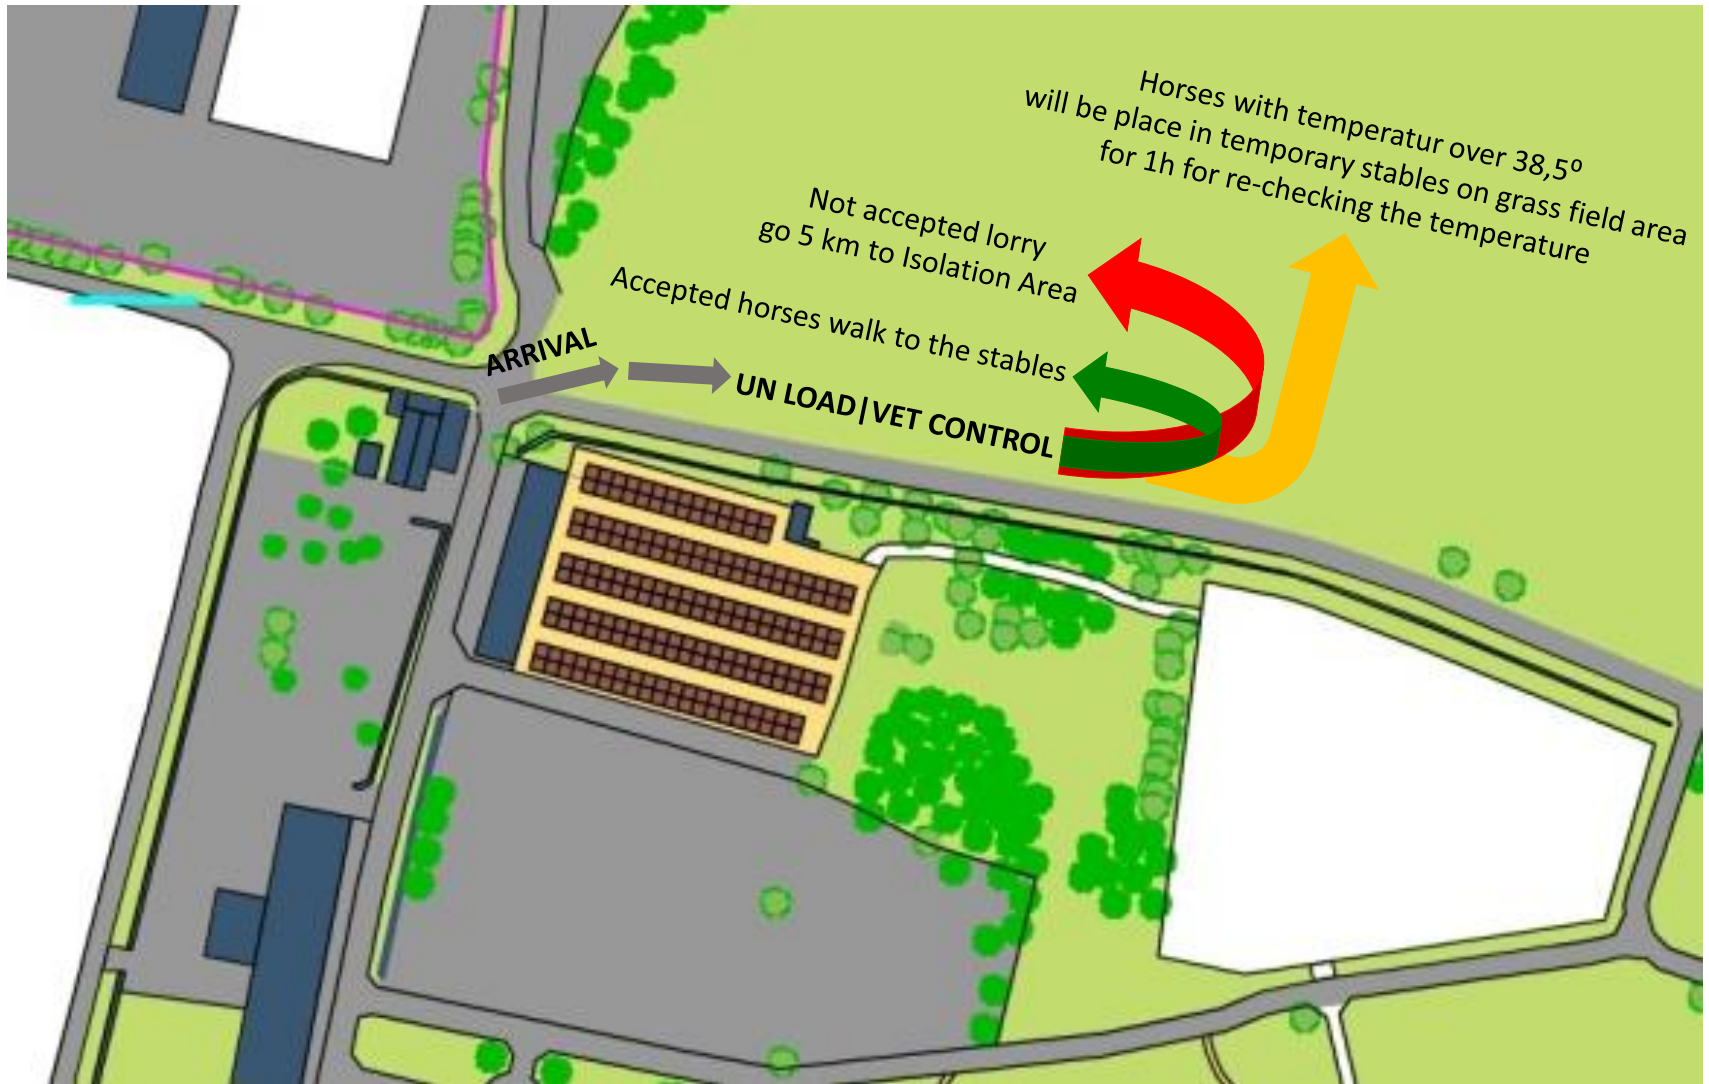 Horses with temperatur over 38,5º
will be place in temporary stables on grass field area
for 1h for re-checking the temperature
Not accepted lorry
go 5 km to Isolation Area
Accepted horses walk to the stables
ARRIVAL
UN LOAD|VET CONTROL